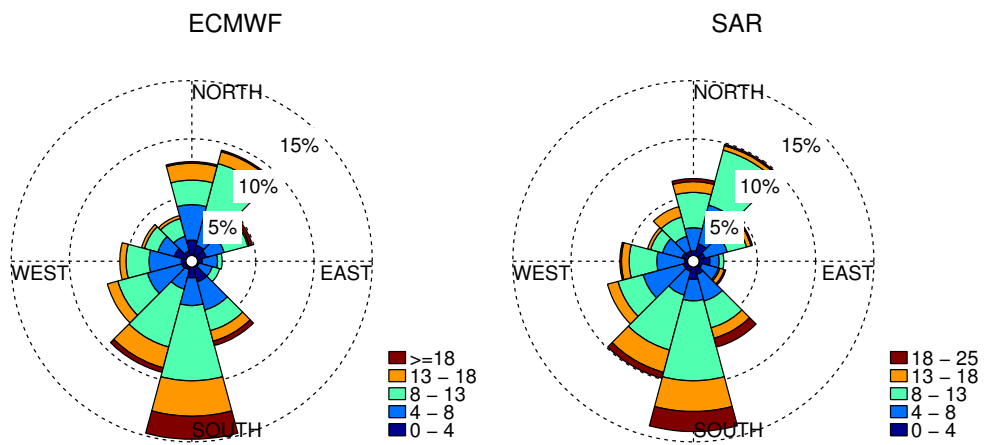 ECMWF
NORTH
15%
10%
5%
WEST
EAST
SOUTH
>=18
13 – 18
8 – 13
4 – 8
0 – 4
SAR
NORTH
15%
10%
5%
WEST
EAST
SOUTH
18 – 25
13 – 18
8 – 13
4 – 8
0 – 4